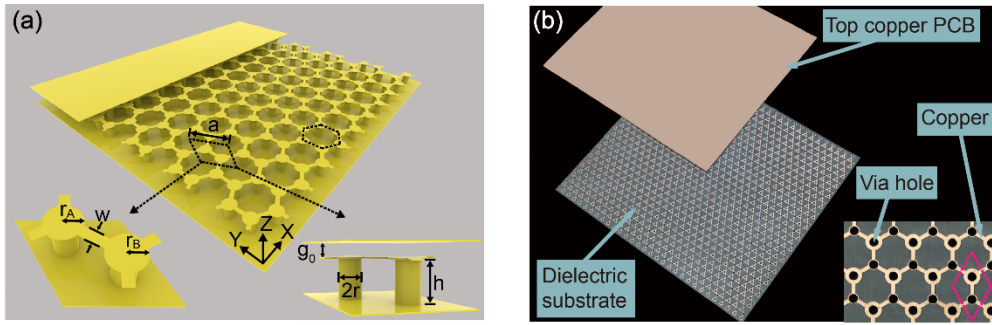 (a)
a
r_A
w
r_B
Z
Y
X
g_0
2r
h
(b)
Top copper PCB
Copper
Via hole
Dielectric
substrate